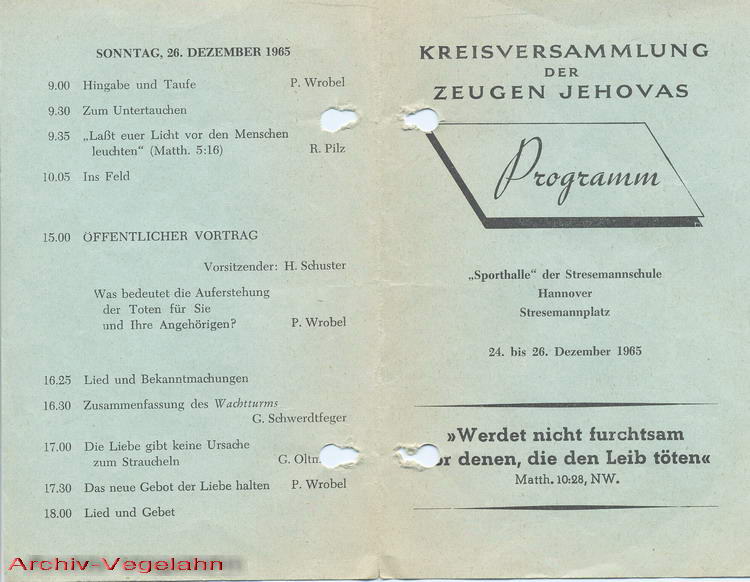 SONNTAG, 26. DEZEMBER 1965
9.00 Hingabe und Taufe P. Wrobel
9.30 Zum Untertauchen
9.35 „Laßt euer Licht vor den Menschen
leuchten“ (Matth. 5:16) R. Pilz
10.05 Ins Feld
15.00 ÖFFENTLICHER VORTRAG
Vorsitzender: H. Schuster
Was bedeutet die Auferstehung
der Toten für Sie
und Ihre Angehörigen? P. Wrobel
16.25 Lied und Bekanntmachungen
16.30 Zusammenfassung des Wachtturms
G. Schwerdtfeger
17.00 Die Liebe gibt keine Ursache
zum Straucheln G.
17.30 Das neue Gebot der Liebe halten P. Wrobel
18.00 Lied und Gebet
KREISVERSAMMLUNG
DER
ZEUGEN JEHOVAS
Programm
„Sporthalle“ der Stresemannschule
Hannover
Stresemannplatz
24. bis 26. Dezember 1965
»Werdet nicht furchtsam
denen, die den Leib töten«
Matth. 10:28, NW.
Archiv-Vegelahn